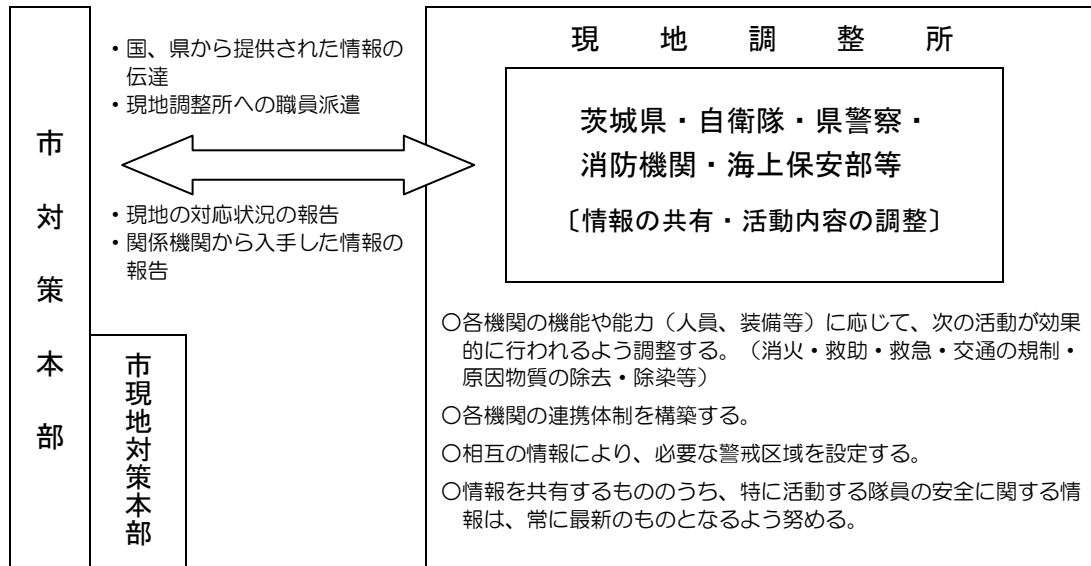 市対策本部
市現地対策本部
・国、県から提供された情報の
伝達
・現地調整所への職員派遣
・現地の対応状況の報告
・関係機関から入手した情報の
報告
現地調整所
茨城県・自衛隊・県警察・
消防機関・海上保安部等
〔情報の共有・活動内容の調整〕
○各機関の機能や能力（人員、装備等）に応じて、次の活動が効果
的に行われるよう調整する。（消火・救助・救急・交通の規制・
原因物質の除去・除染等）
○各機関の連携体制を構築する。
○相互の情報により、必要な警戒区域を設定する。
○情報を共有するもののうち、特に活動する隊員の安全に関する情
報は、常に最新のものとなるよう努める。